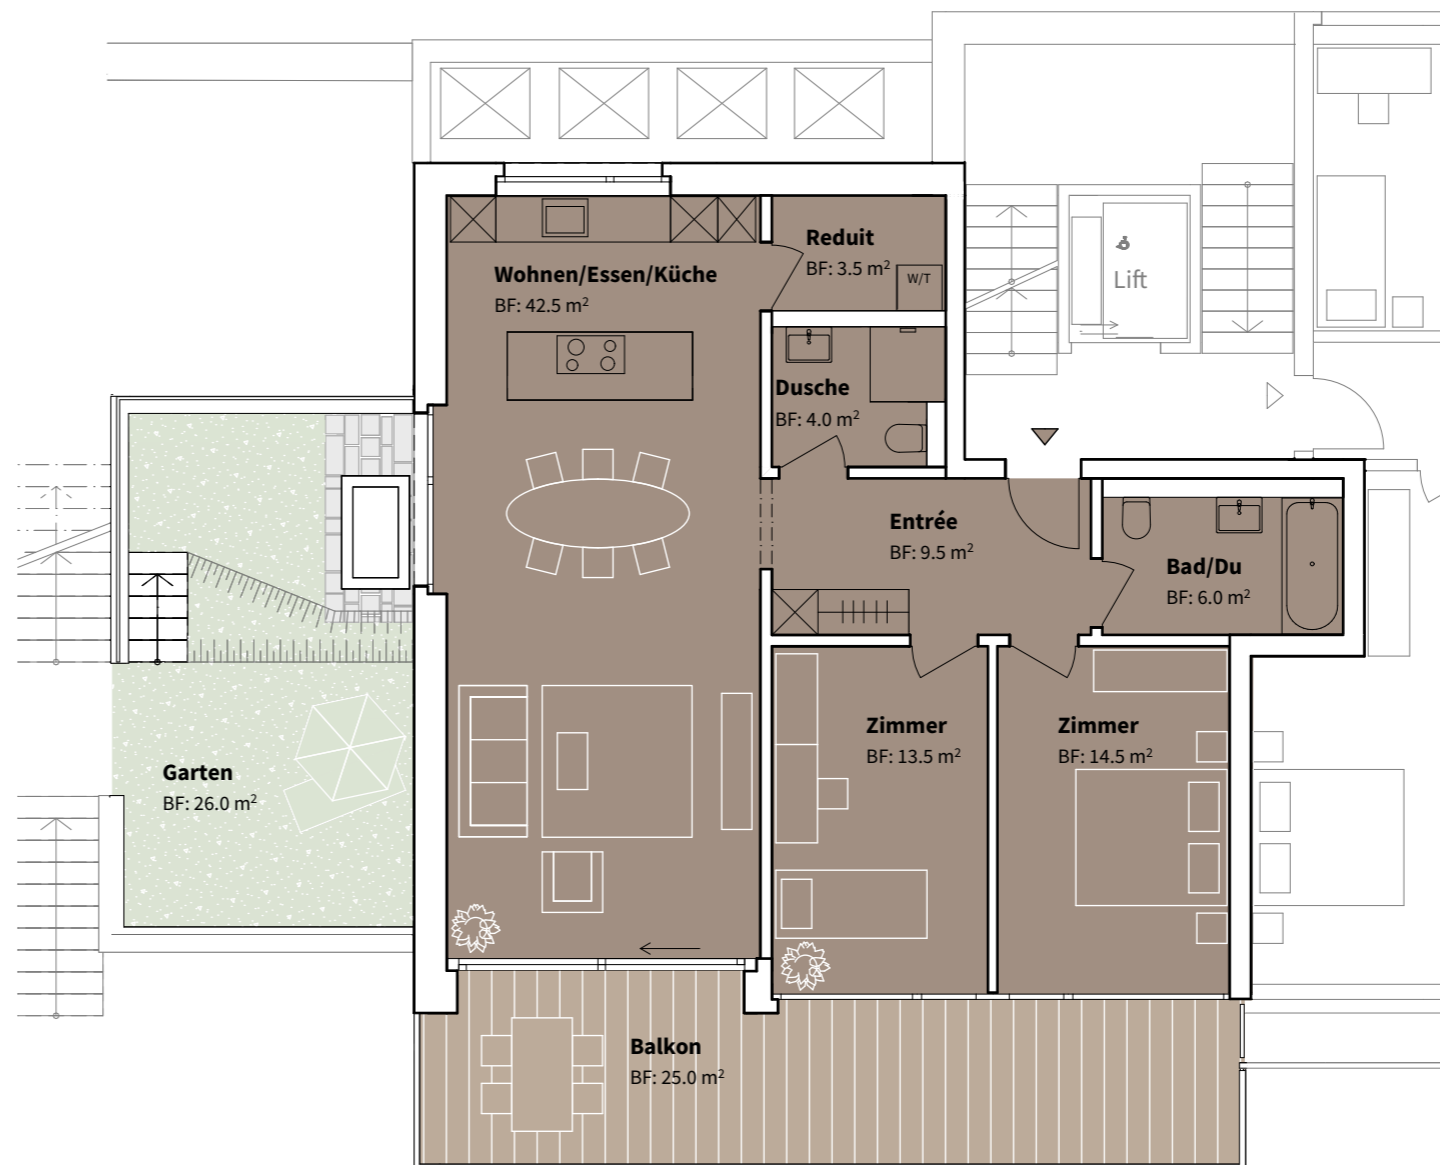 Reduit
BF: 3.5 m²
W/T
Wohnen/Essen/Küche
BF: 42.5 m²
Lift
Dusche
BF: 4.0 m²
Entrée
BF: 9.5 m²
Bad/Du
BF: 6.0 m²
Zimmer
BF: 13.5 m²
Zimmer
BF: 14.5 m²
Garten
BF: 26.0 m²
Balkon
BF: 25.0 m²